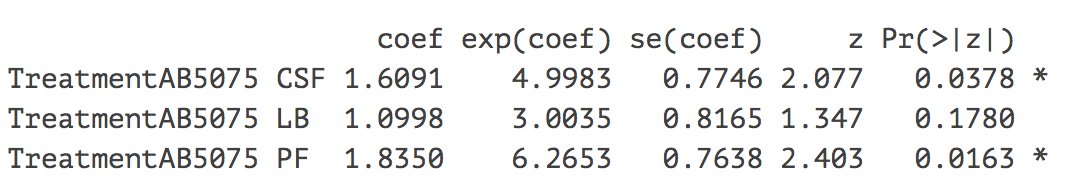 coef exp(coef) se(coef) z Pr(>|z|)
TreatmentAB5075 CSF 1.6091 4.9983 0.7746 2.077 0.0378 *
TreatmentAB5075 LB 1.0998 3.0035 0.8165 1.347 0.1780
TreatmentAB5075 PF 1.8350 6.2653 0.7638 2.403 0.0163 *